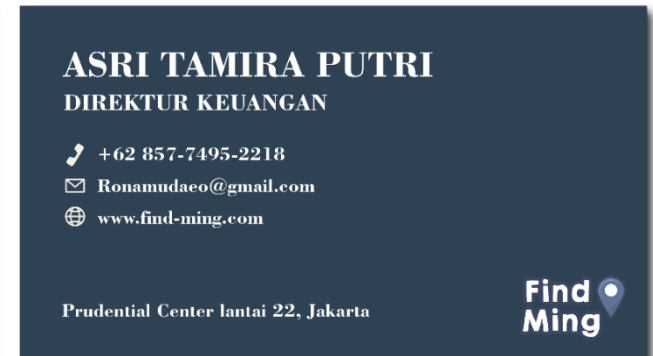 ASRI TAMIRA PUTRI
DIREKTUR KEUANGAN
+62 857-7495-2218
Ronamudaeo@gmail.com
www.find-ming.com
Prudential Center lantai 22, Jakarta
Find
Ming